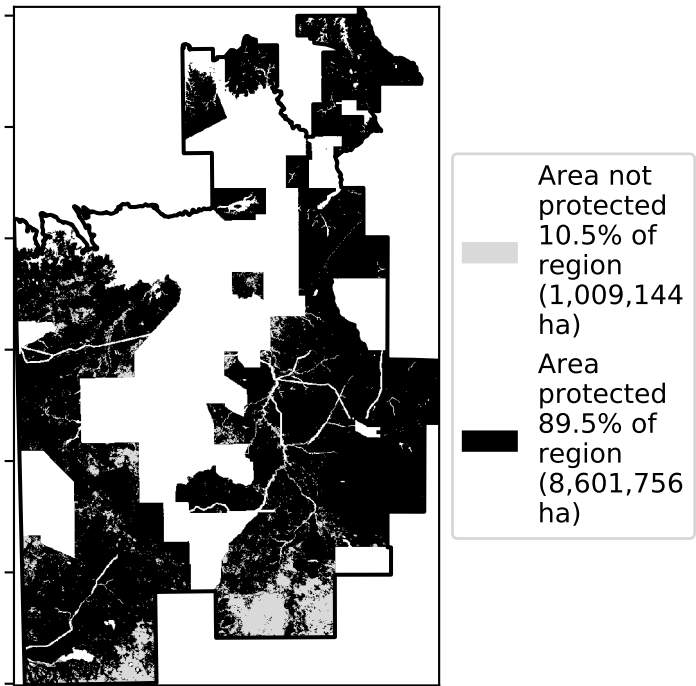 Area not
protected
10.5% of
region
(1,009,144
ha)
Area
protected
89.5% of
region
(8,601,756
ha)